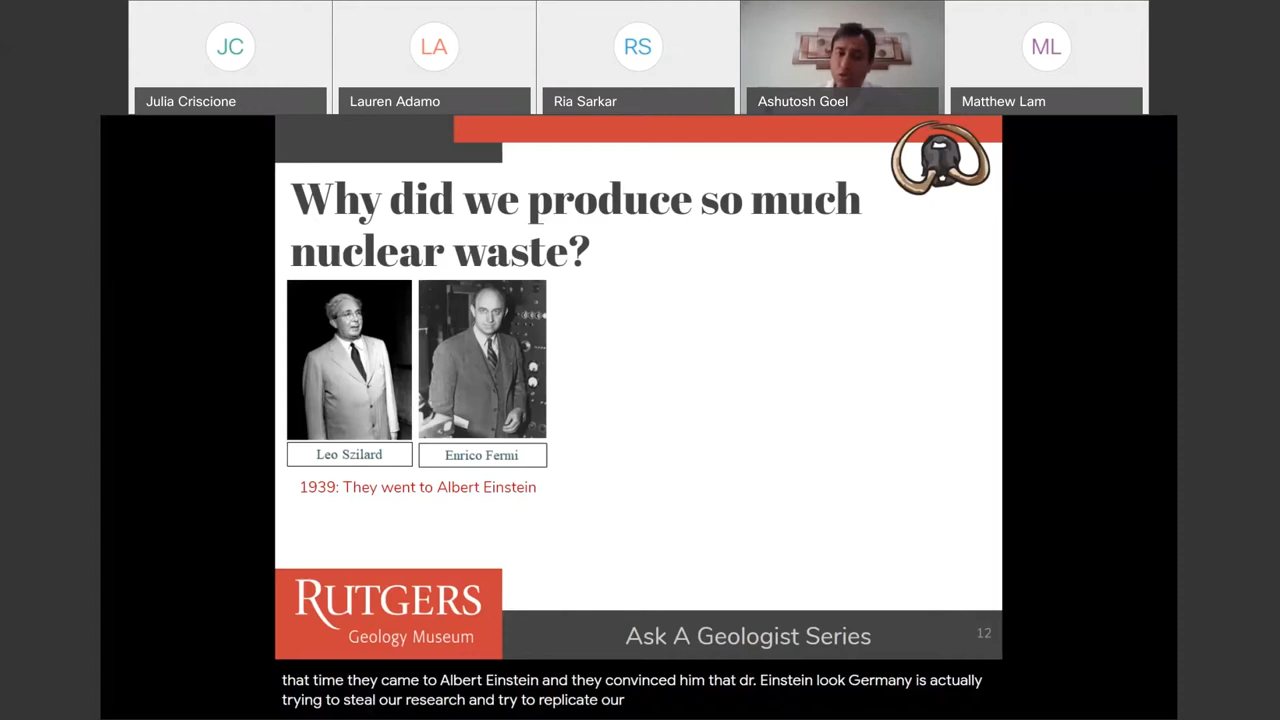 JC
LA
RS
ML
Julia Criscione
Lauren Adamo
Ria Sarkar
Ashutosh Goel
Matthew Lam
Why did we produce so much
nuclear waste?
Leo Szilard
Enrico Fermi
1939: They went to Albert Einstein
RUTGERS
Geology Museum
Ask A Geologist Series
12
that time they came to Albert Einstein and they convinced him that dr. Einstein look Germany is actually
trying to steal our research and try to replicate our